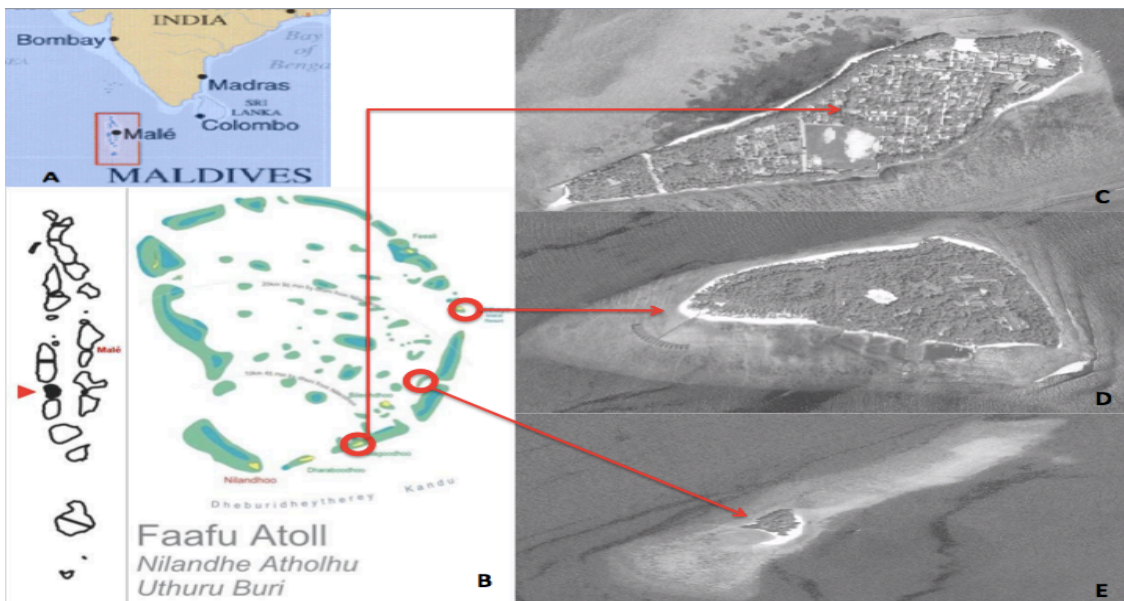 INDIA
Bombay
Bay
of
Beng
Madras
SRI
LANKA
Colombo
Malé
MALDIVES
A
Malé
Feeali
Nilandhoo
Dharaboodhoo
Dheburidheytherey Kandu
Faafu Atoll
Nilandhe Atholhu
Uthuru Buri
B
C
D
E